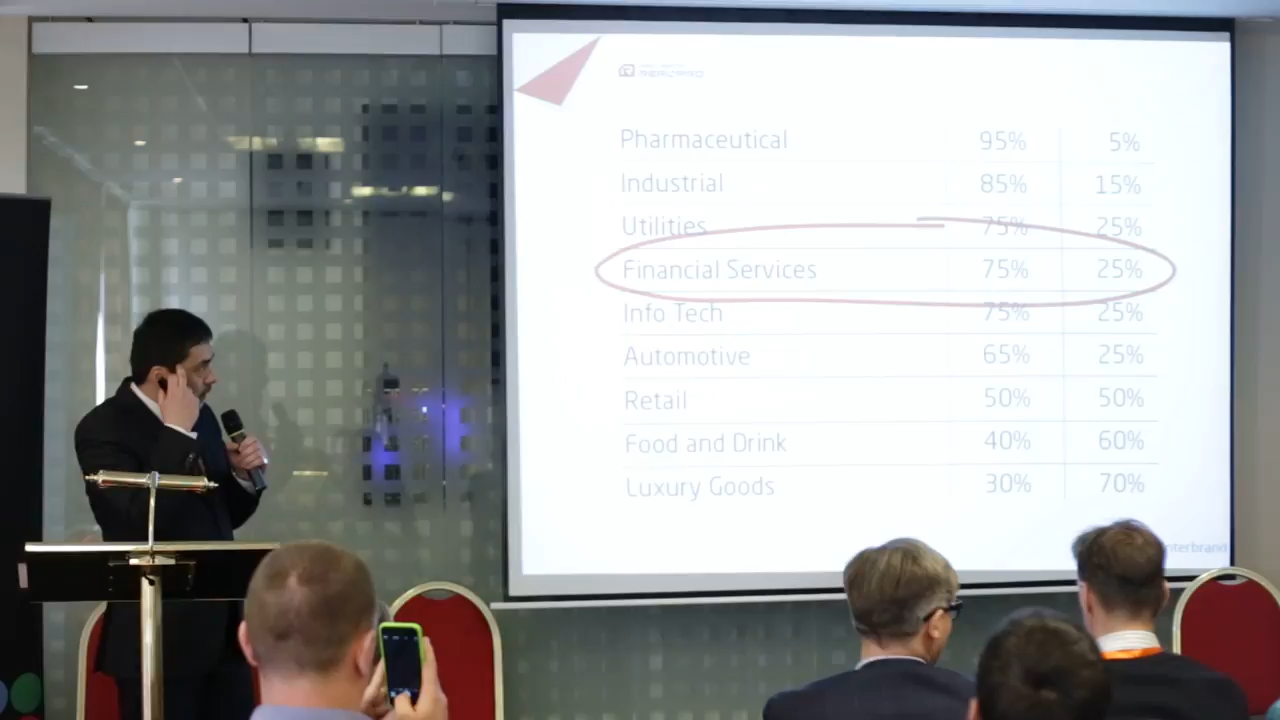 Pharmaceutical 95% 5%
Industrial 85% 15%
Utilities 75% 25%
Financial Services 75% 25%
Info Tech 75% 25%
Automotive 65% 25%
Retail 50% 50%
Food and Drink 40% 60%
Luxury Goods 30% 70%
nterbrand